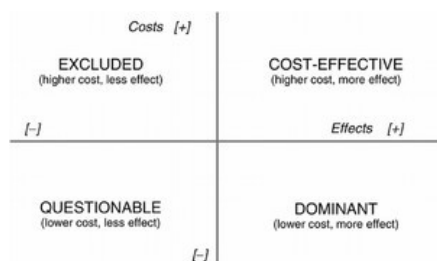 Costs [+]
EXCLUDED
(higher cost, less effect)
COST-EFFECTIVE
(higher cost, more effect)
[--]
Effects [+]
QUESTIONABLE
(lower cost, less effect)
DOMINANT
(lower cost, more effect)
[--]